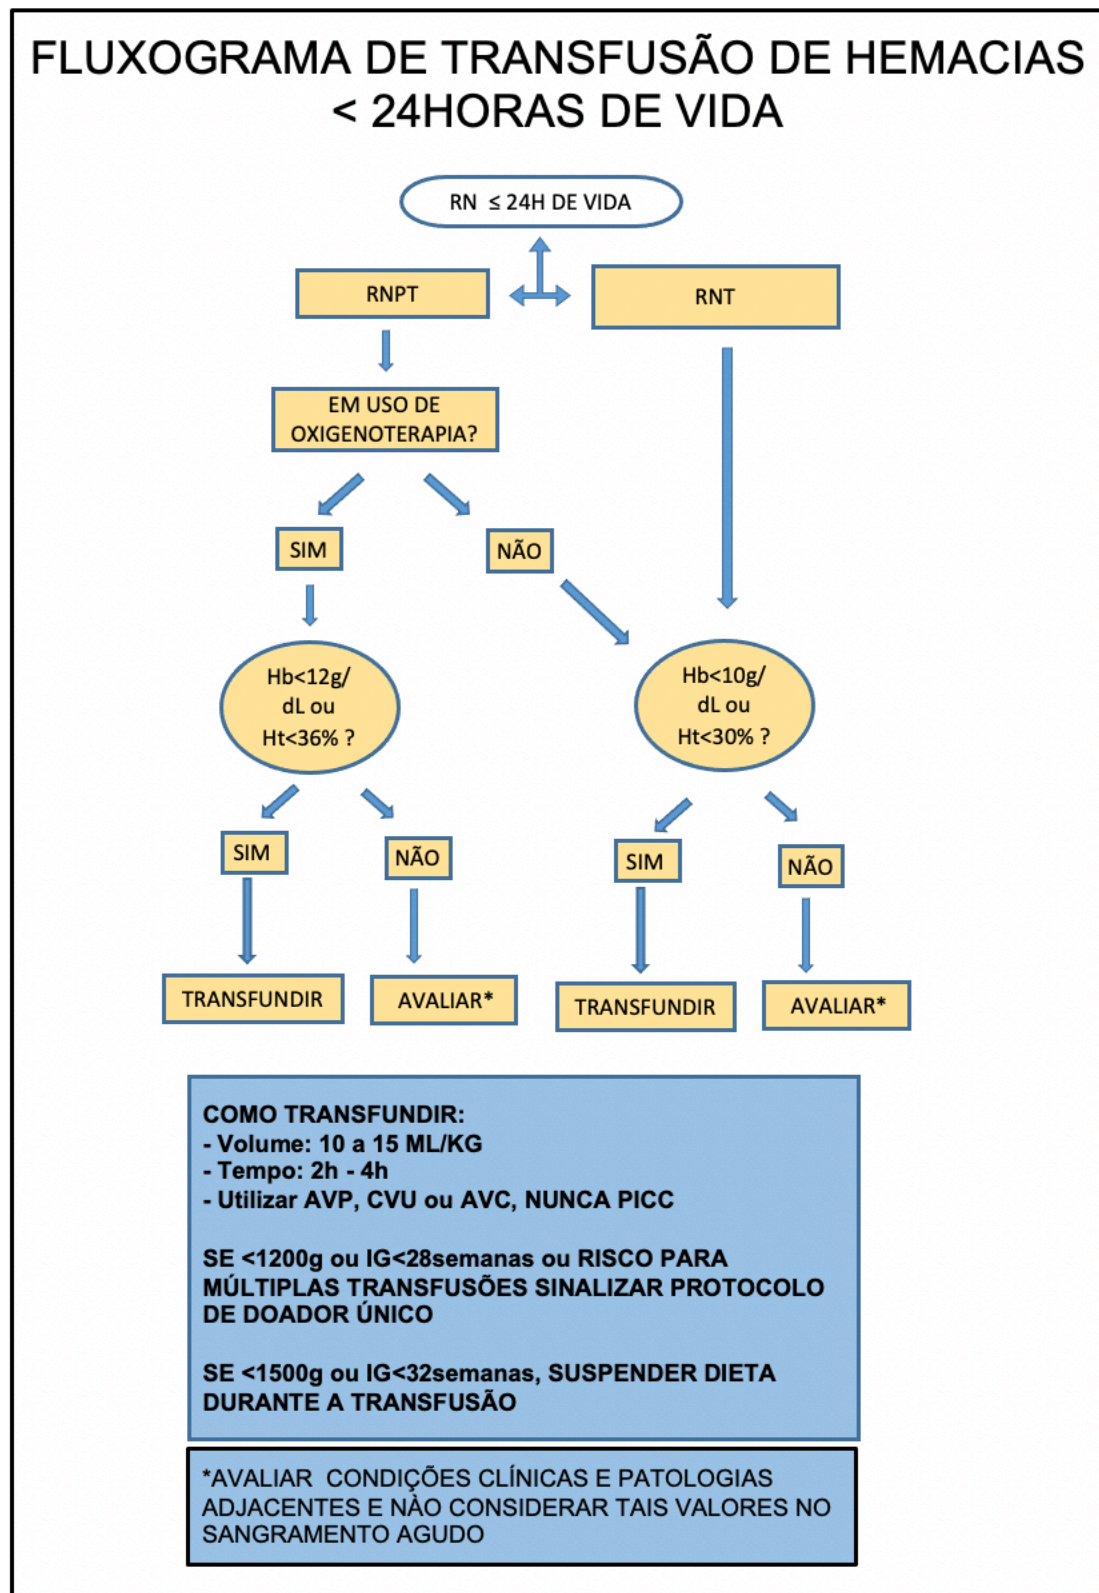 FLUXOGRAMA DE TRANSFUSÃO DE HEMACIAS
< 24HORAS DE VIDA
RN ≤ 24H DE VIDA
RNPT
RNT
EM USO DE
OXIGENOTERAPIA?
SIM
NÃO
Hb<12g/
dL ou
Ht<36% ?
Hb<10g/
dL ou
Ht<30% ?
SIM
NÃO
SIM
NÃO
TRANSFUNDIR
AVALIAR*
TRANSFUNDIR
AVALIAR*
COMO TRANSFUNDIR:
- Volume: 10 a 15 ML/KG
- Tempo: 2h - 4h
- Utilizar AVP, CVU ou AVC, NUNCA PICC
SE <1200g ou IG<28semanas ou RISCO PARA
MÚLTIPLAS TRANSFUSÕES SINALIZAR PROTOCOLO
DE DOADOR ÚNICO
SE <1500g ou IG<32semanas, SUSPENDER DIETA
DURANTE A TRANSFUSÃO
*AVALIAR CONDIÇÕES CLÍNICAS E PATOLOGIAS
ADJACENTES E NÀO CONSIDERAR TAIS VALORES NO
SANGRAMENTO AGUDO